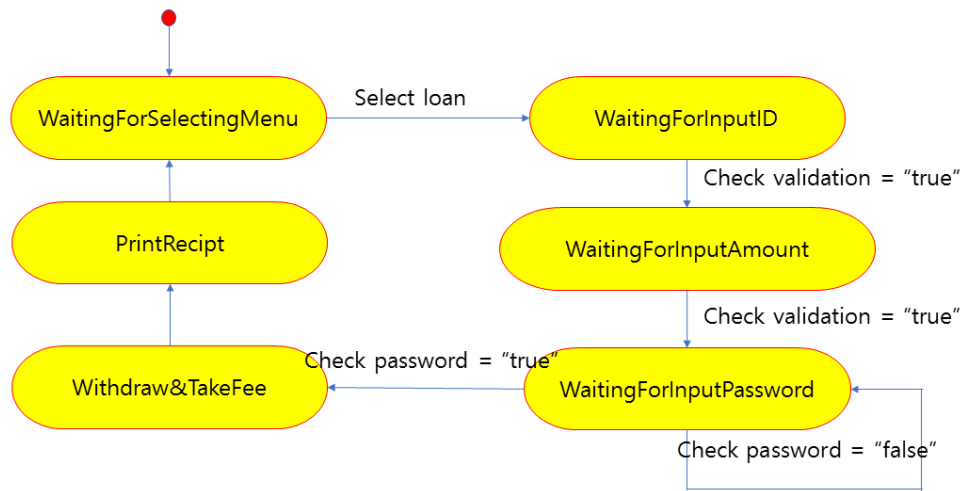 WaitingForSelectingMenu
Select loan
WaitingForInputID
Check validation = “true”
PrintRecipt
WaitingForInputAmount
Check validation = “true”
Check password = “true”
Withdraw&TakeFee
WaitingForInputPassword
Check password = “false”